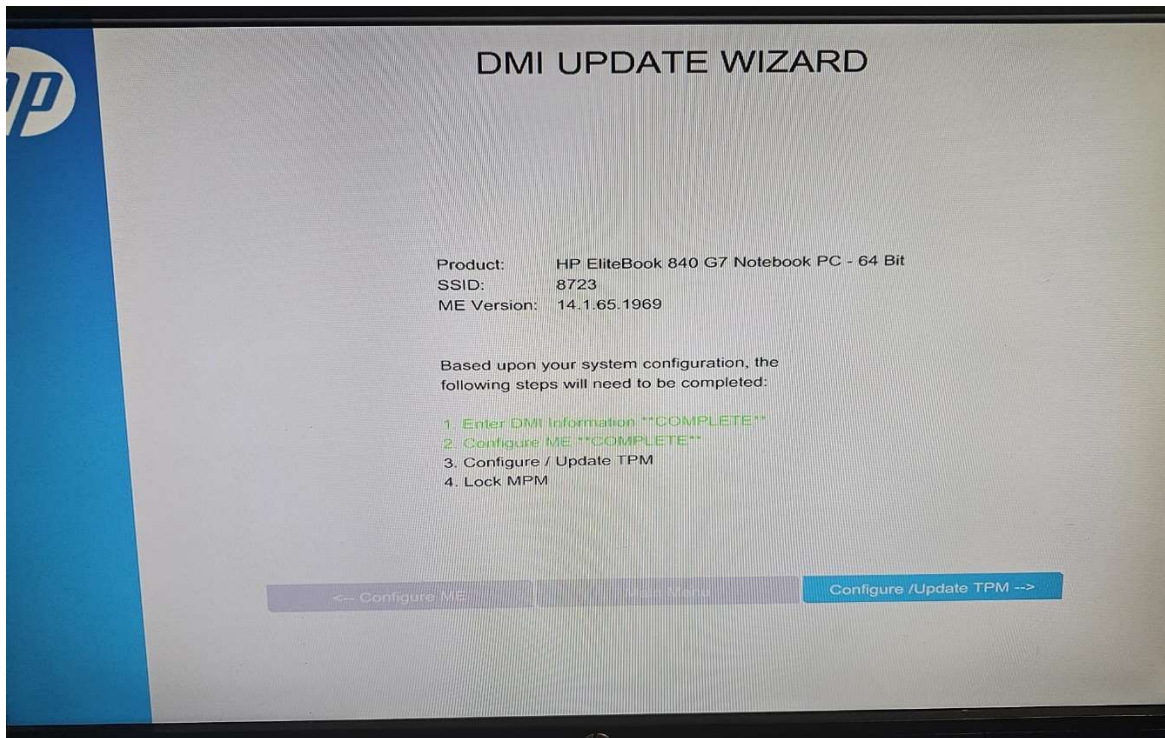 hp
DMI UPDATE WIZARD
Product: HP EliteBook 840 G7 Notebook PC - 64 Bit
SSID: 8723
ME Version: 14.1.65.1969
Based upon your system configuration, the
following steps will need to be completed:
1. Enter DMI Information **COMPLETE**
2. Configure ME **COMPLETE**
3. Configure / Update TPM
4. Lock MPM
<-- Configure ME Main Menu Configure /Update TPM -->